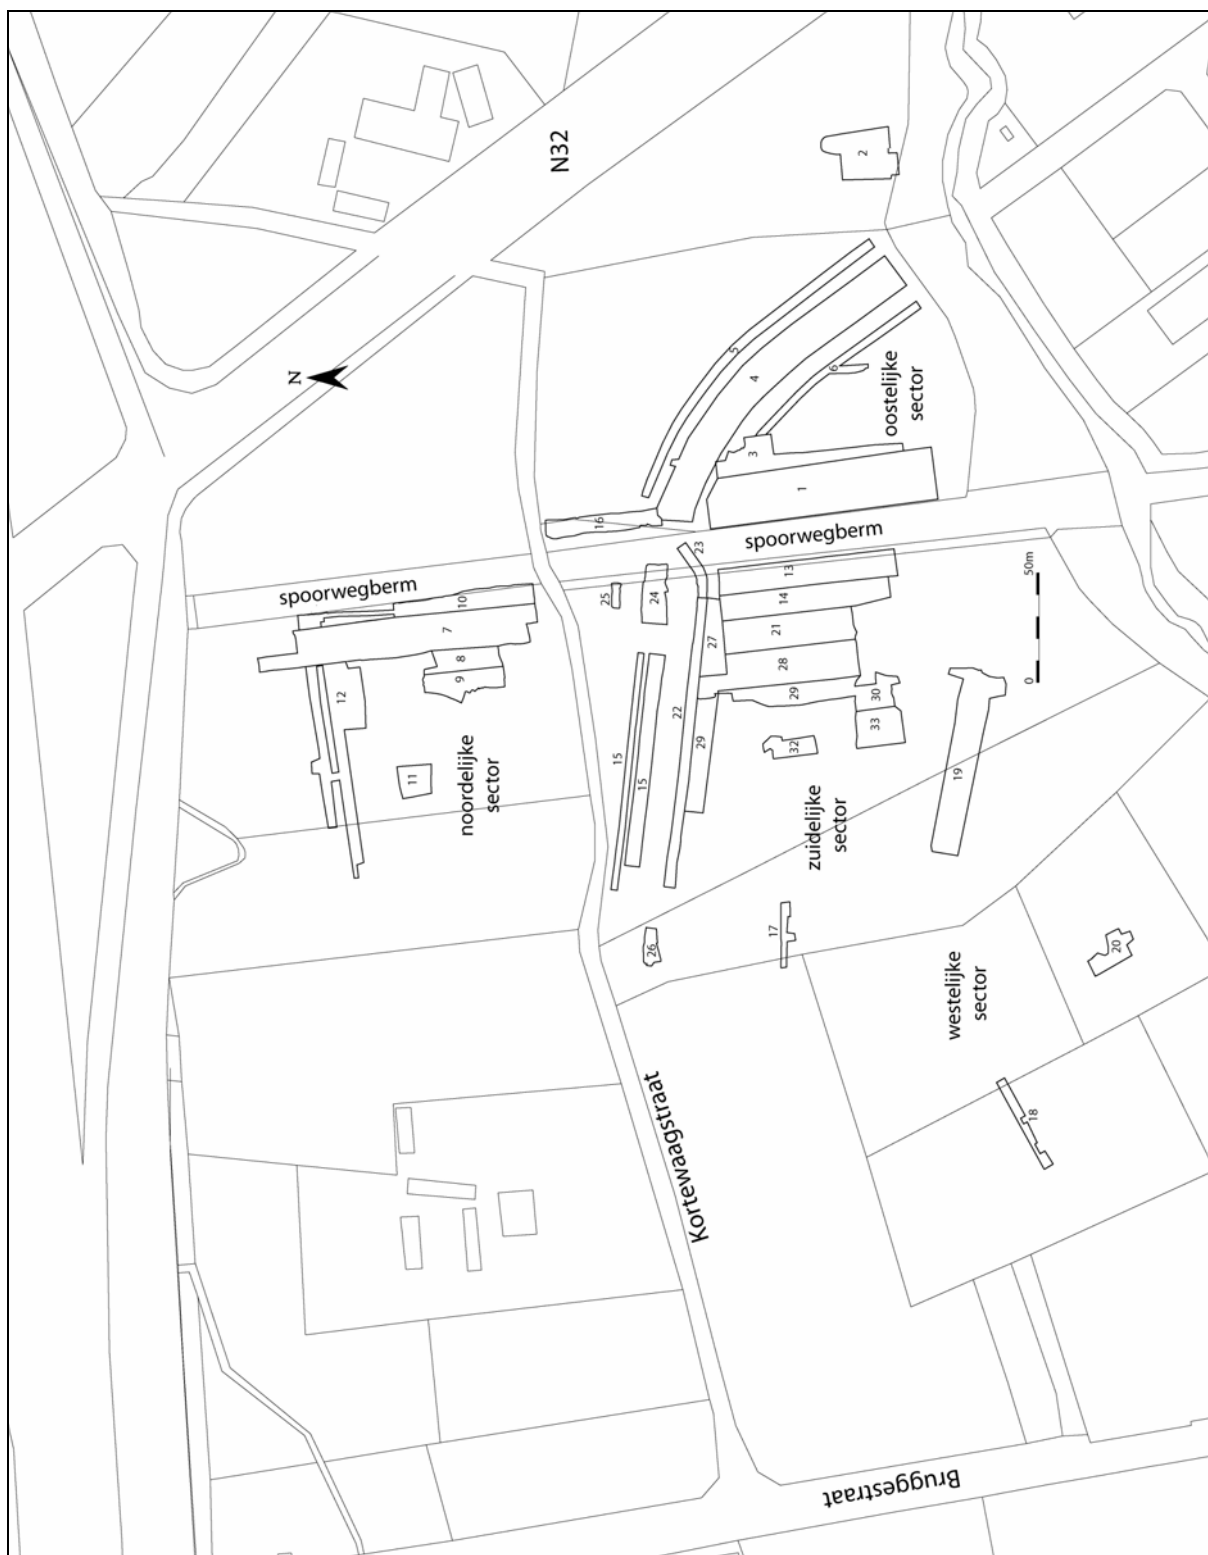 N32
2
N
5
4
6
oostelijke
sector
3
1
16
spoorwegberm
23
spoorwegberm
10
7
8
9
12
11
noordelijke
sector
25
24
13
14
21
27
28
29
22
29
15
15
30
33
32
0
50m
19
zuidelijke
sector
17
26
westelijke
sector
20
18
Kortewaagstraat
Bruggestraat